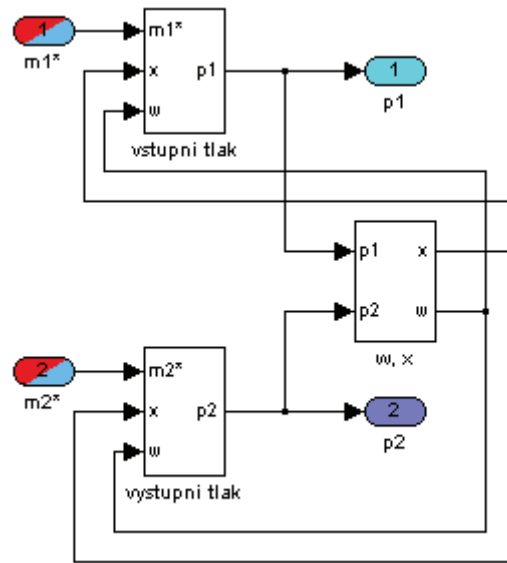 1
m1*
m1*
x
w
p1
vstupni tlak
1
p1
p1
p2
x
w
w, x
2
m2*
m2*
x
w
p2
vystupni tlak
2
p2